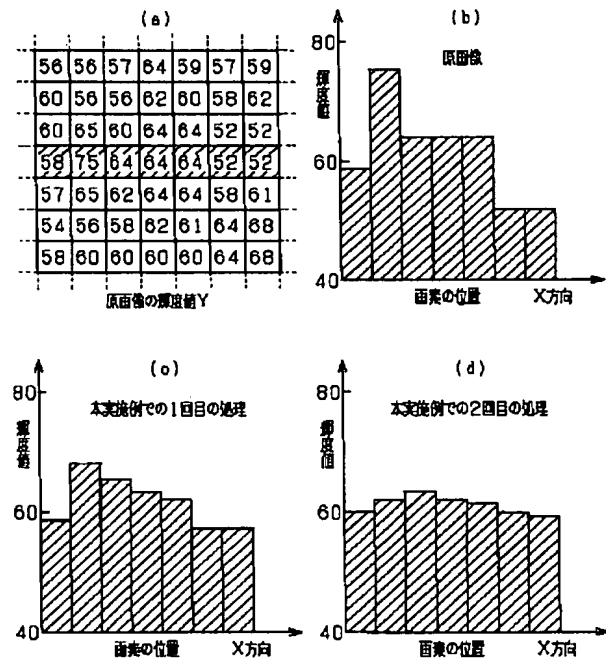 (a)
56 56 57 64 59 57 59
60 56 56 62 60 58 62
60 65 60 64 64 52 52
58 75 64 64 64 52 52
57 65 62 64 64 58 61
54 56 58 62 61 64 68
58 60 60 60 60 64 68
原画像の輝度値Y
(b)
80
原画像
輝度値
60
40
画素の位置 X方向
(c)
80
本実施例での1回目の処理
輝度値
60
40
画素の位置 X方向
(d)
80
本実施例での2回目の処理
輝度値
60
40
画素の位置 X方向